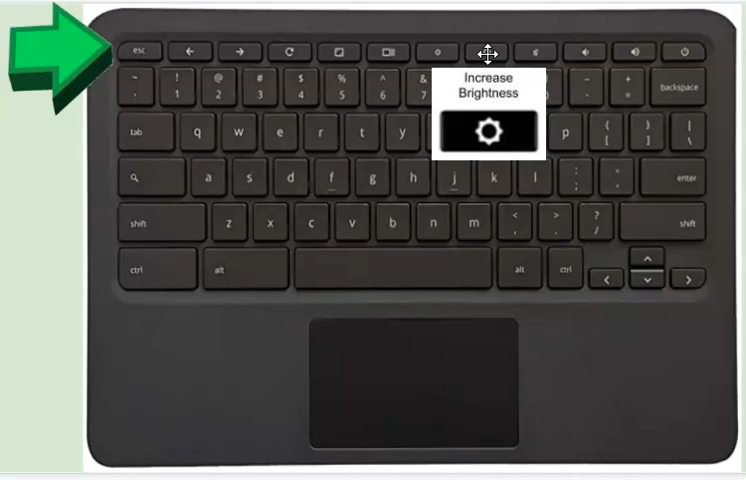 esc
~ ! @ # $ % ^ & - +
. 1 2 3 4 5 6 7 = backspace
Increase
Brightness
tab q w e r t y p { [ } ] | \
a s d f g h j k l : ; " ' enter
shift z x c v b n m < , > . ? / shift
ctrl alt alt ctrl